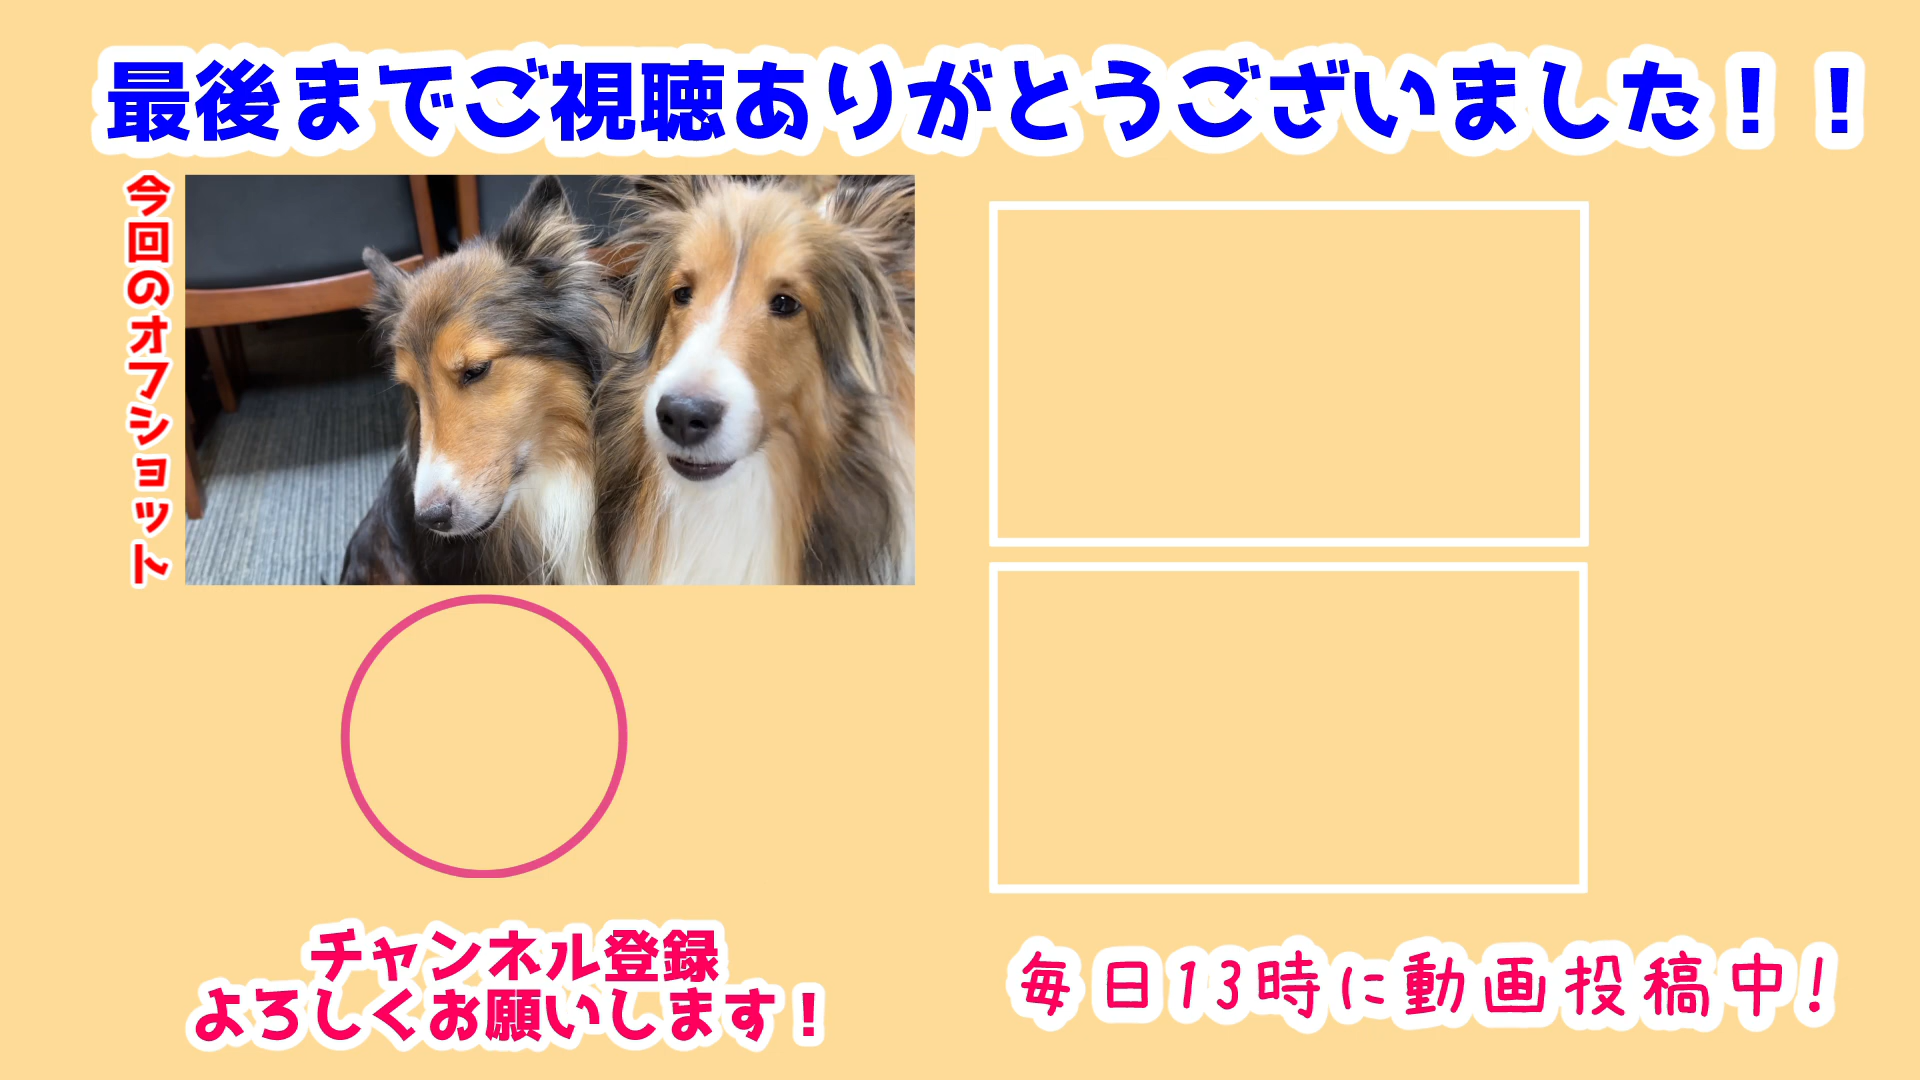 最後までご視聴ありがとうございました！！
今回のオフショット
チャンネル登録
よろしくお願いします！
毎日13時に動画投稿中！